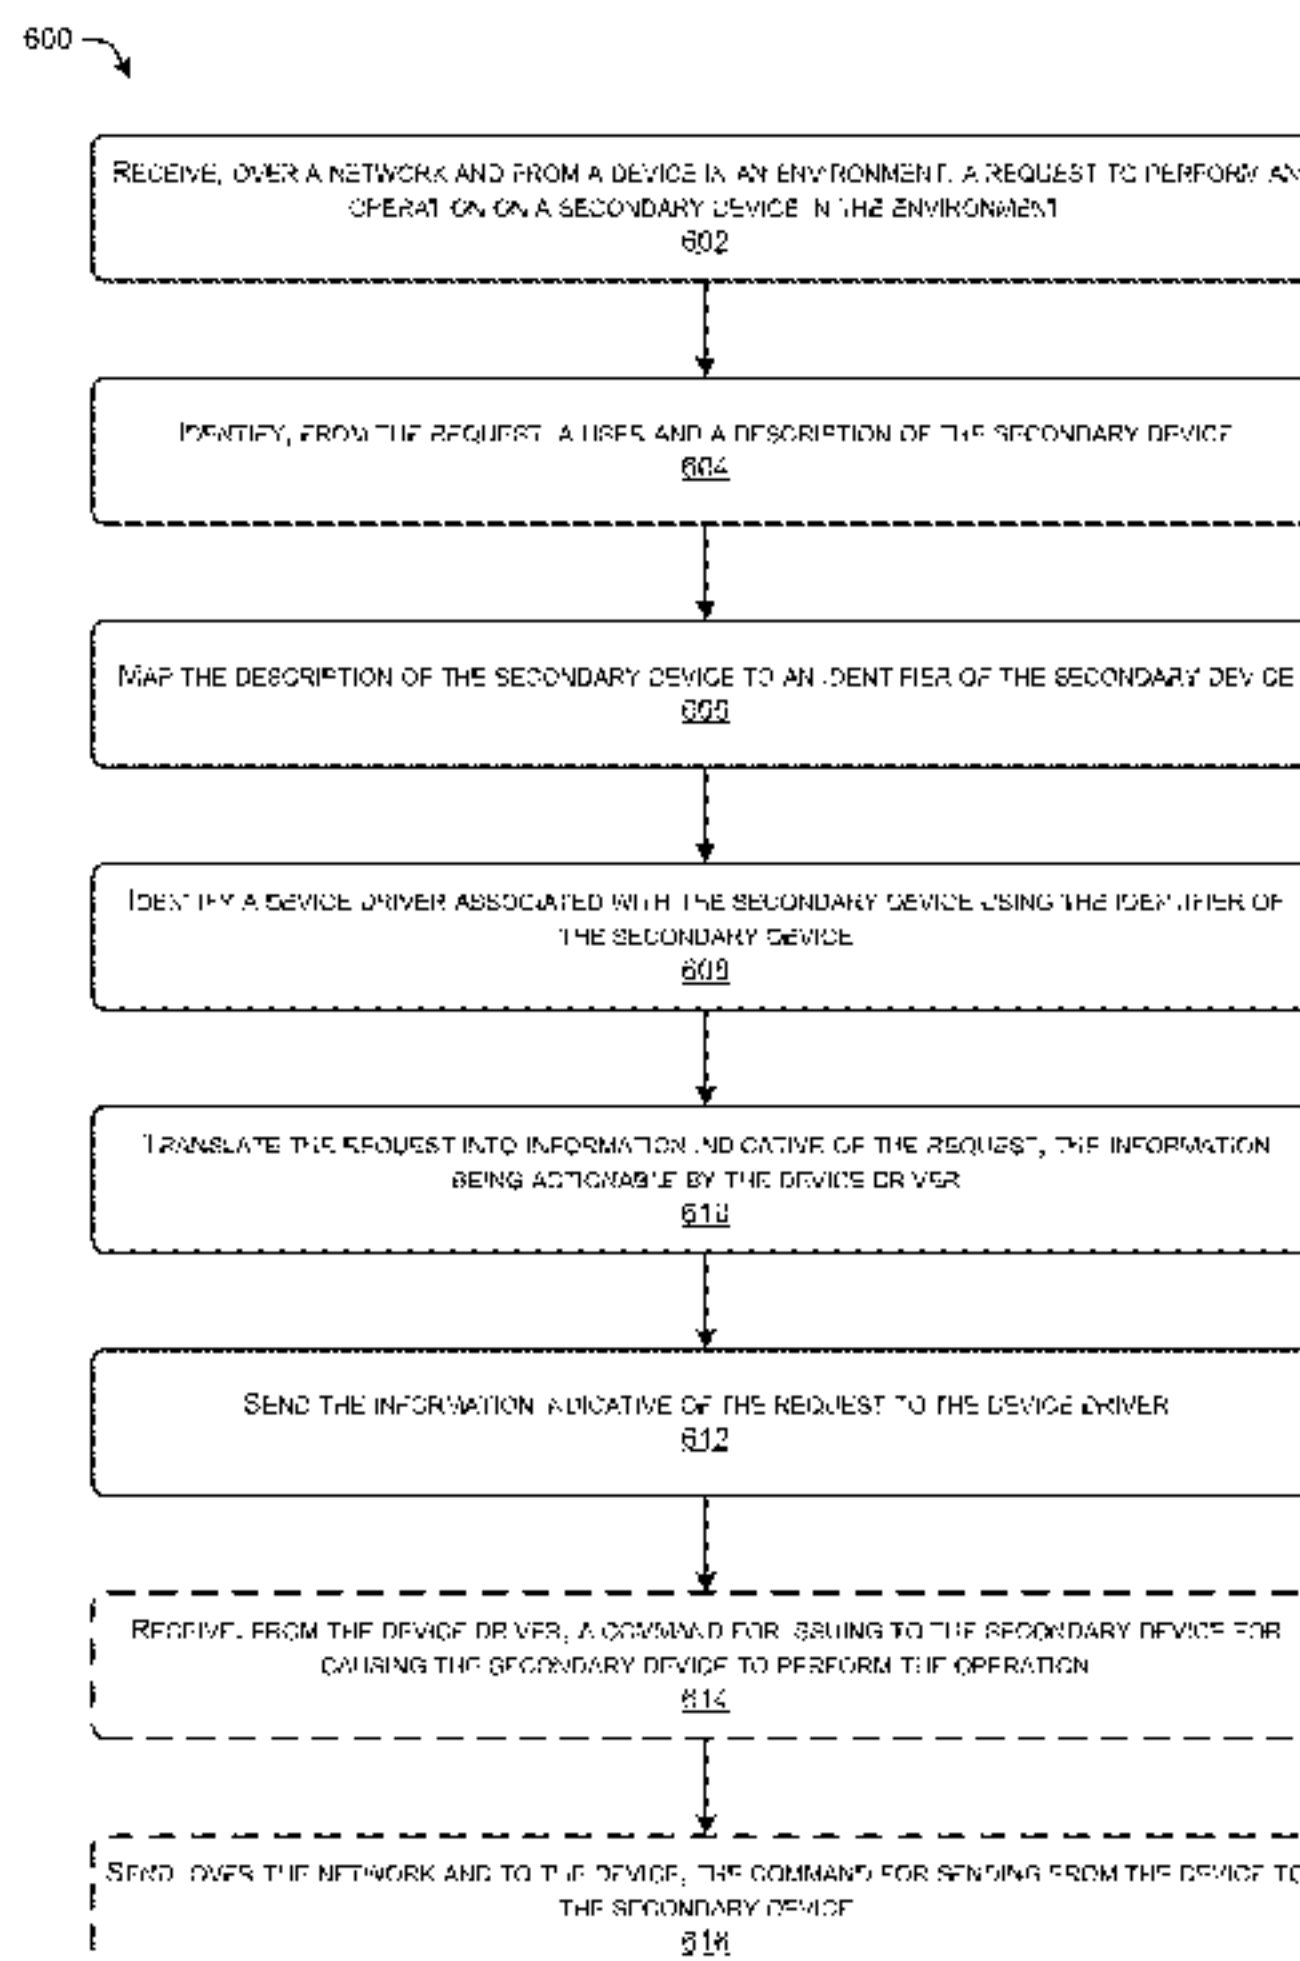 600
RECEIVE, OVER A NETWORK AND FROM A DEVICE IN AN ENVIRONMENT, A REQUEST TO PERFORM AN
OPERATION ON A SECONDARY DEVICE IN THE ENVIRONMENT
602
IDENTIFY, FROM THE REQUEST, A USER AND A DESCRIPTION OF THE SECONDARY DEVICE
604
MAP THE DESCRIPTION OF THE SECONDARY DEVICE TO AN IDENTIFIER OF THE SECONDARY DEVICE
606
IDENTIFY A DEVICE DRIVER ASSOCIATED WITH THE SECONDARY DEVICE USING THE IDENTIFIER OF
THE SECONDARY DEVICE
608
TRANSLATE THE REQUEST INTO INFORMATION INDICATIVE OF THE REQUEST, THE INFORMATION
BEING ACTIONABLE BY THE DEVICE DRIVER
610
SEND THE INFORMATION INDICATIVE OF THE REQUEST TO THE DEVICE DRIVER
612
RECEIVE, FROM THE DEVICE DRIVER, A COMMAND FOR ISSUING TO THE SECONDARY DEVICE FOR
CAUSING THE SECONDARY DEVICE TO PERFORM THE OPERATION
614
SEND, OVER THE NETWORK AND TO THE DEVICE, THE COMMAND FOR SENDING FROM THE DEVICE TO
THE SECONDARY DEVICE
616